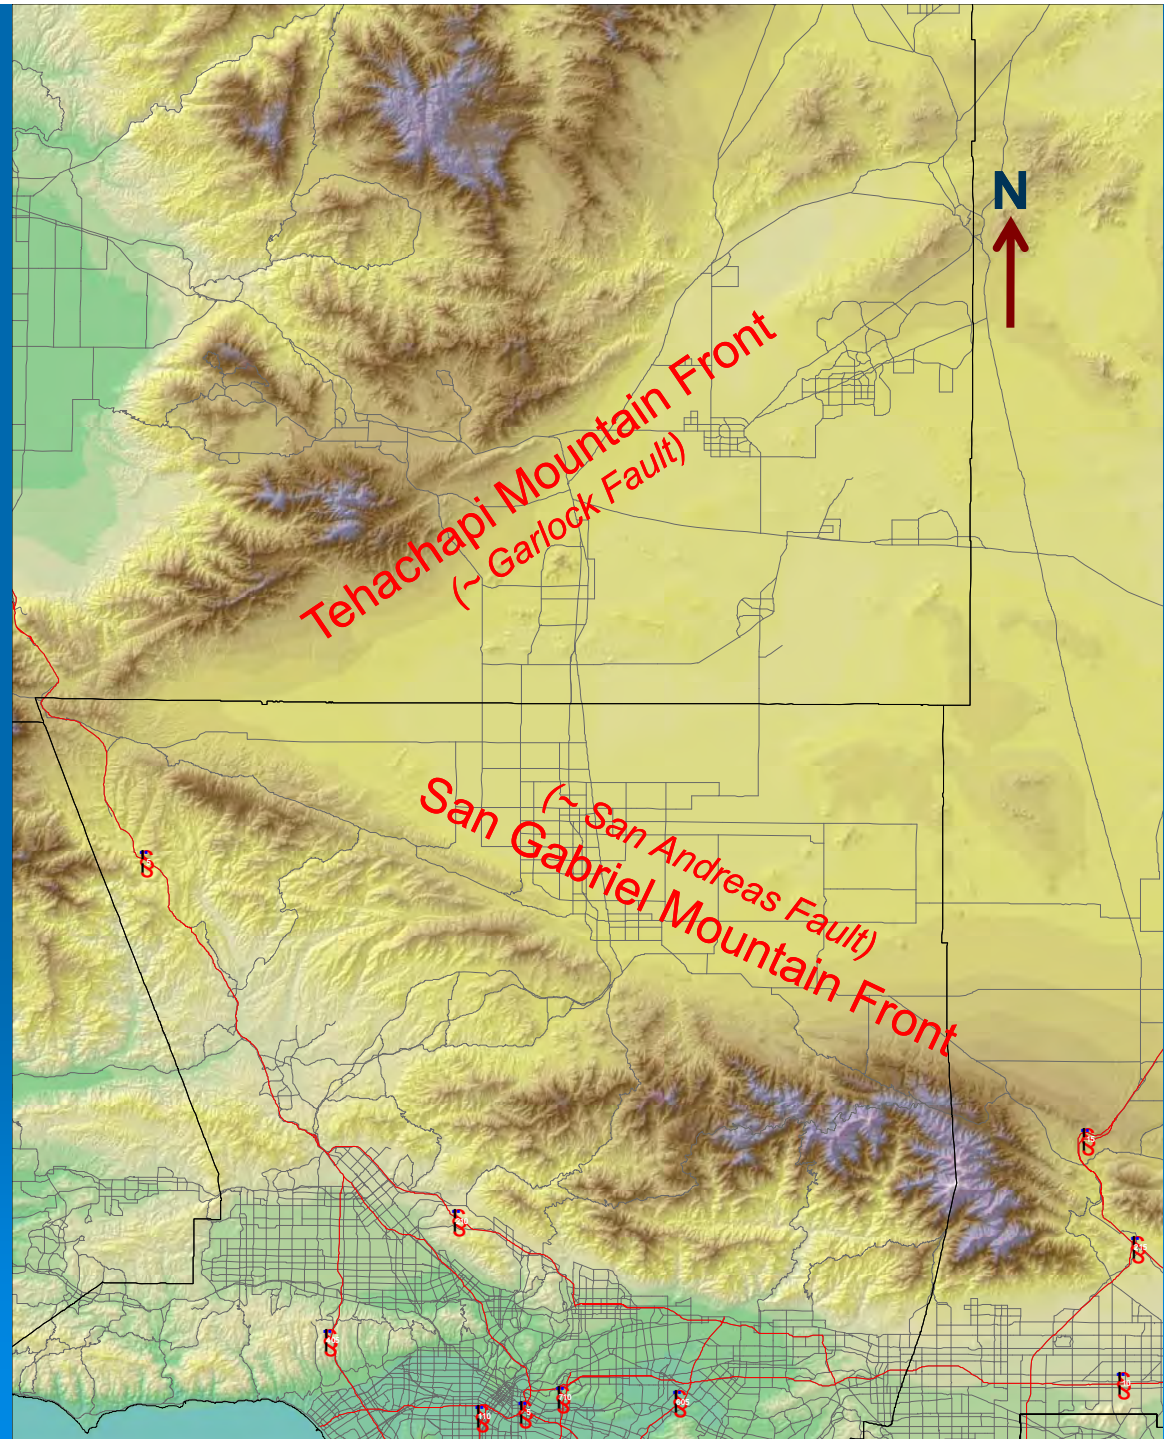 N
Tehachapi Mountain Front
(~ Garlock Fault)
(~ San Andreas Fault)
San Gabriel Mountain Front